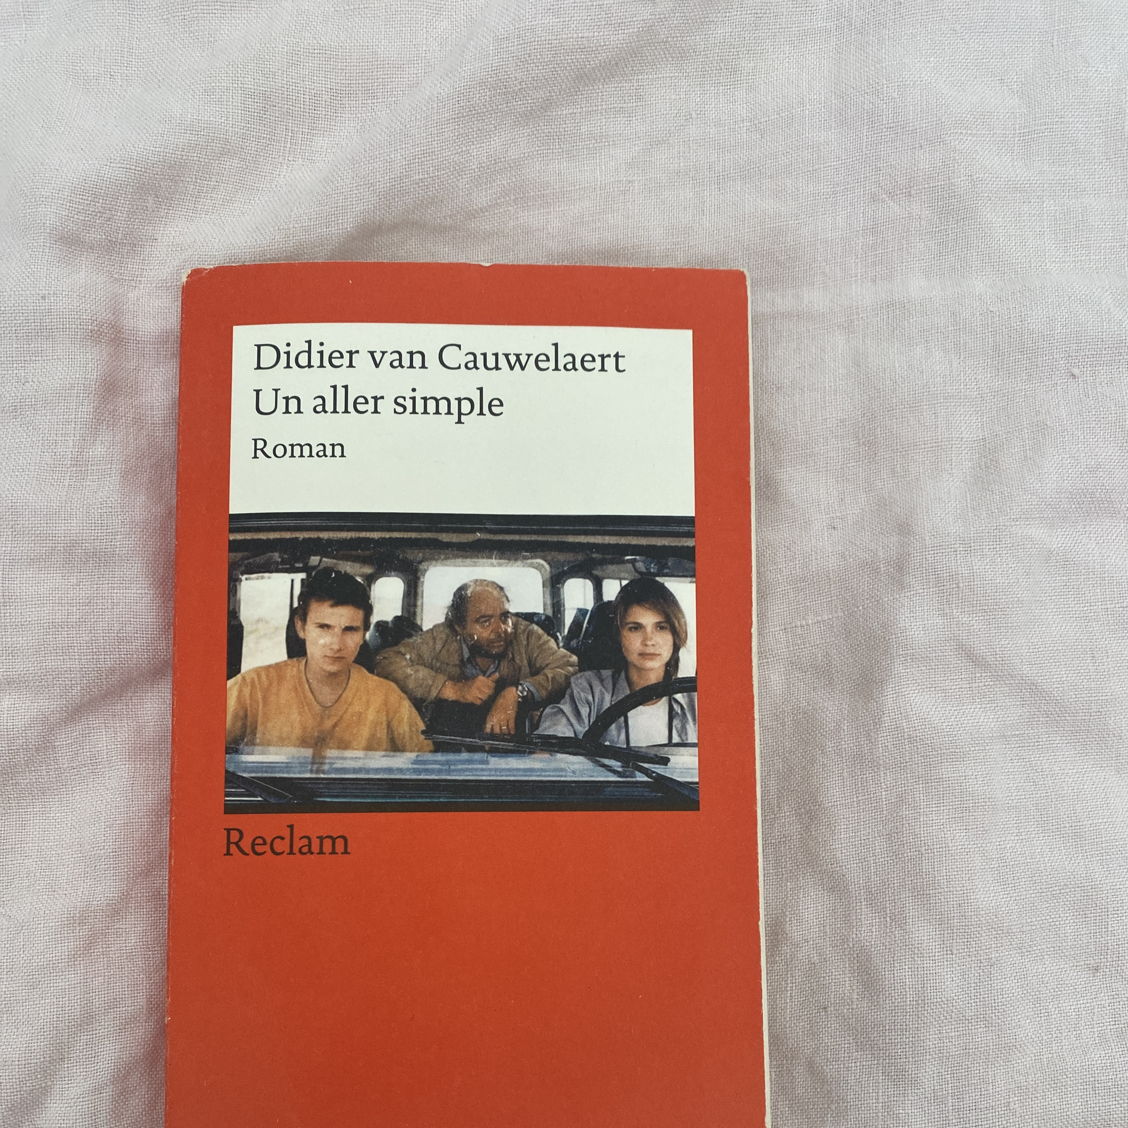 Didier van Cauwelaert
Un aller simple
Roman
Reclam